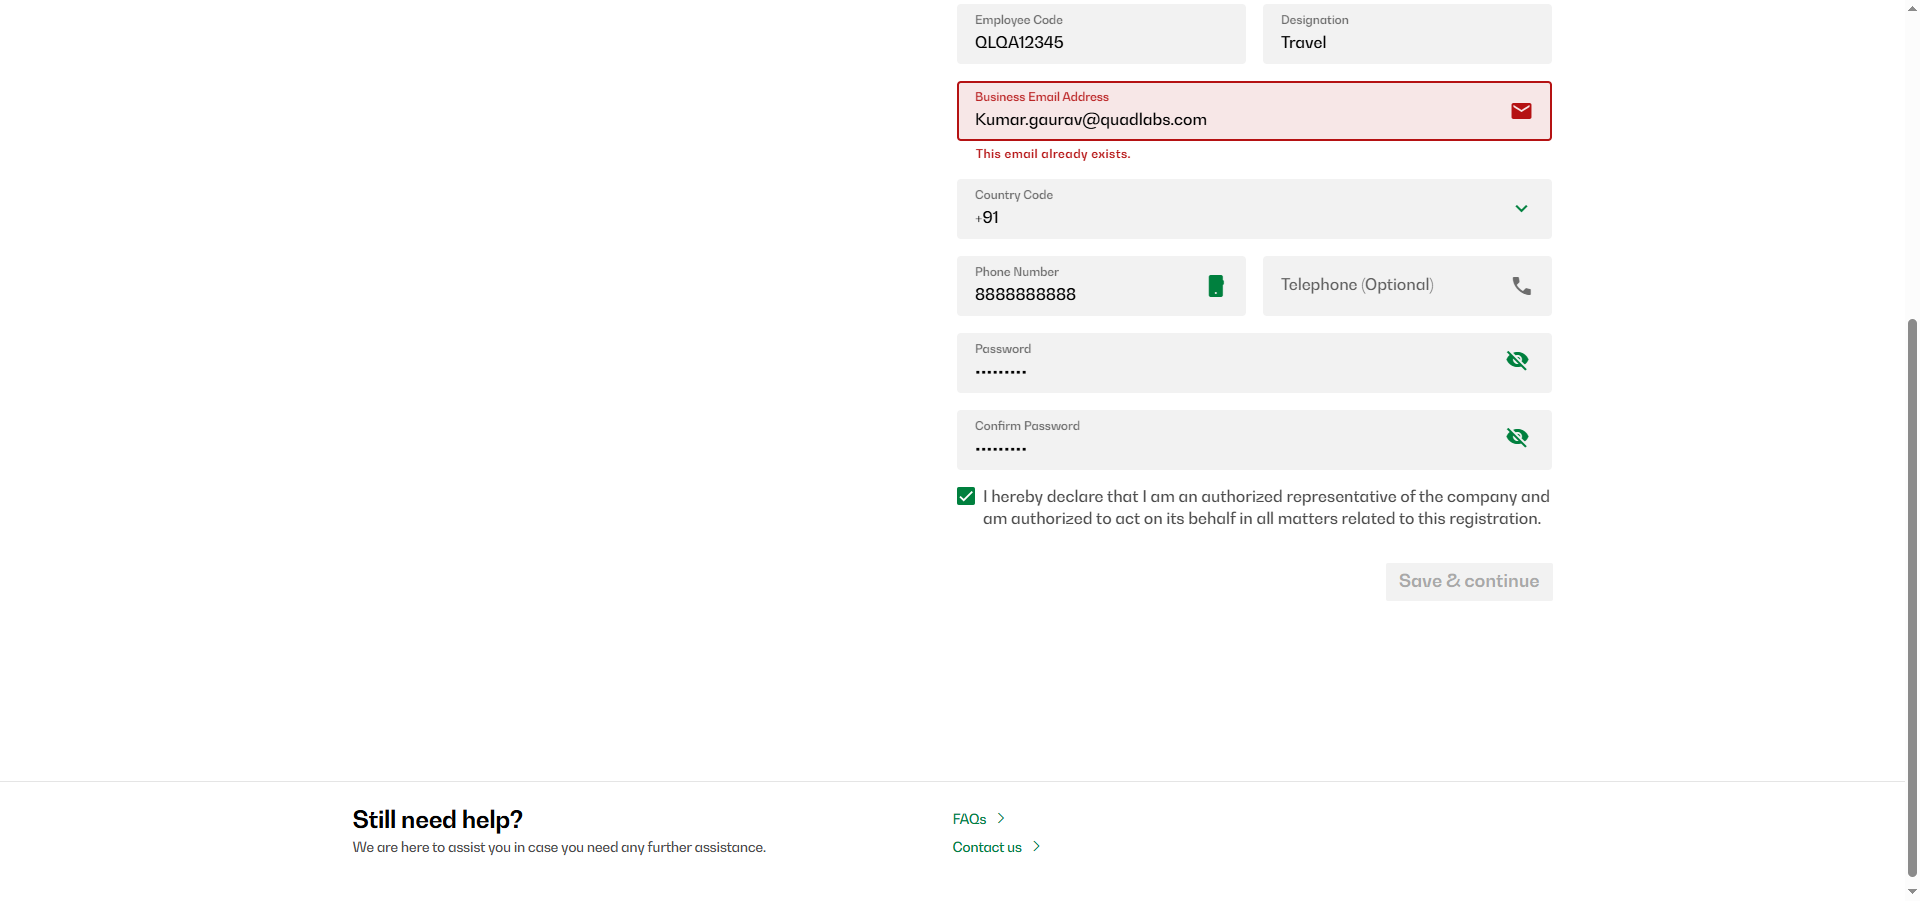 Employee Code
QLQA12345
Designation
Travel
Business Email Address
Kumar.gaurav@quadlabs.com
This email already exists.
Country Code
+91
Phone Number
8888888888
Telephone (Optional)
Password
•••••••••
Confirm Password
•••••••••
I hereby declare that I am an authorized representative of the company and
am authorized to act on its behalf in all matters related to this registration.
Save & continue
Still need help?
We are here to assist you in case you need any further assistance.
FAQs
Contact us